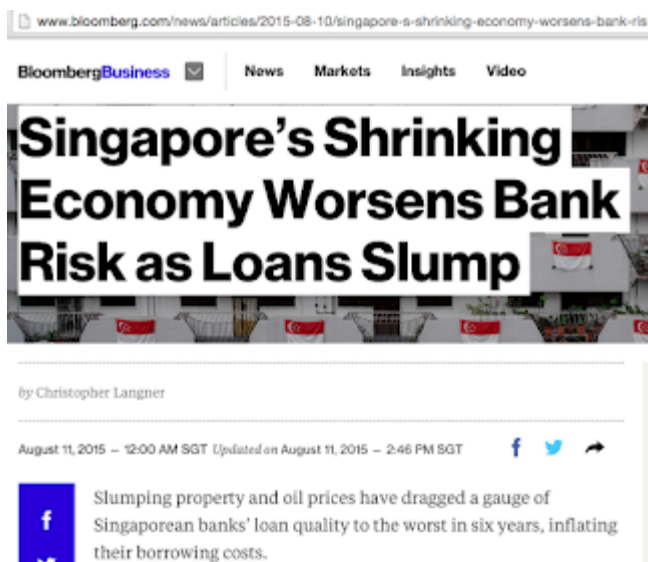 www.bloomberg.com/news/articles/2015-08-10/singapore-s-shrinking-economy-worsens-bank-ris
BloombergBusiness News Markets Insights Video
Singapore's Shrinking
Economy Worsens Bank
Risk as Loans Slump
by Christopher Langner
August 11, 2015 — 12:00 AM SGT Updated on August 11, 2015 — 2:46 PM SGT
Slumping property and oil prices have dragged a gauge of
Singaporean banks' loan quality to the worst in six years, inflating
their borrowing costs.